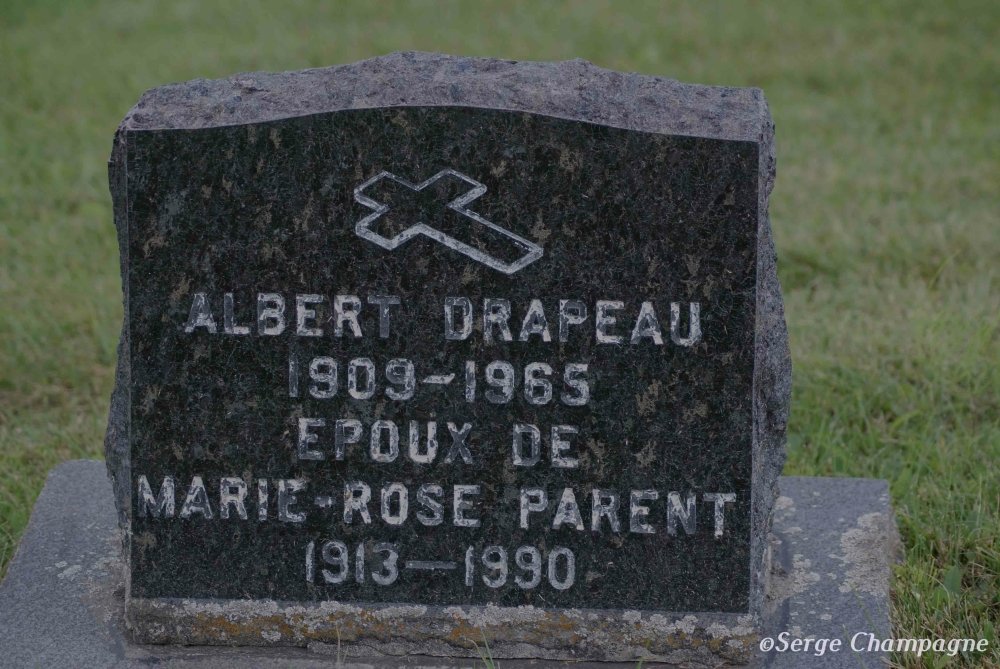 ALBERT DRAPEAU
1909-1965
EPOUX DE
MARIE-ROSE PARENT
1913-1990
©Serge Champagne